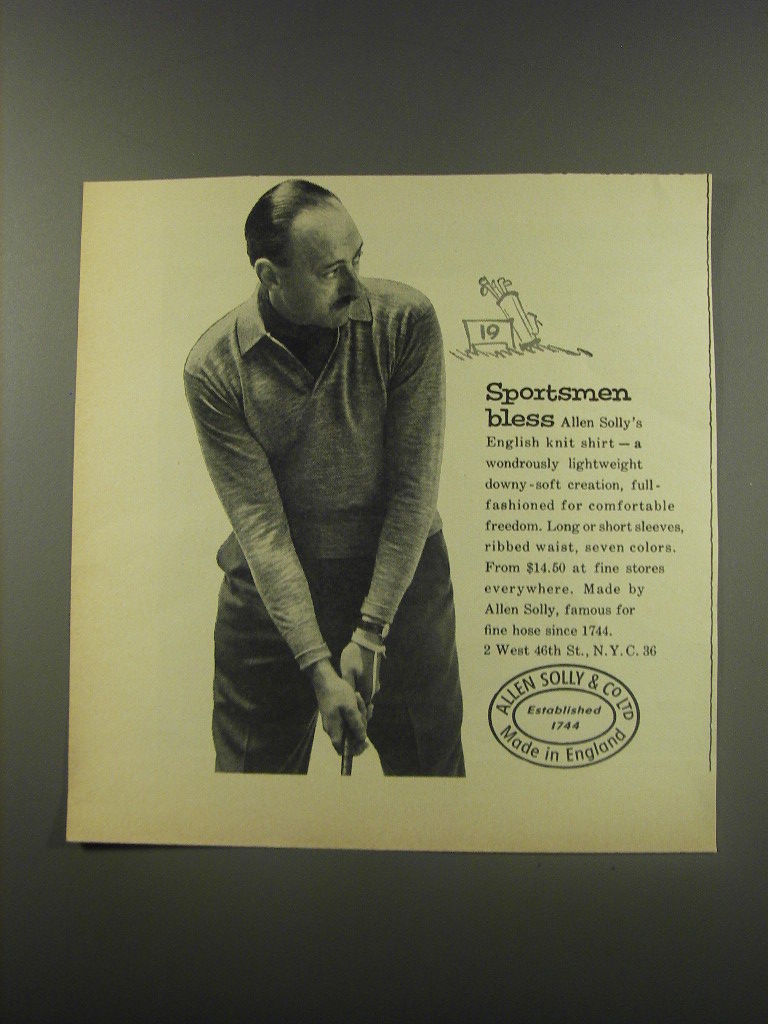 19
Sportsmen
bless Allen Solly's
English knit shirt — a
wondrously lightweight
downy-soft creation, full-
fashioned for comfortable
freedom. Long or short sleeves,
ribbed waist, seven colors.
From $14.50 at fine stores
everywhere. Made by
Allen Solly, famous for
fine hose since 1744.
2 West 46th St., N.Y.C. 36
ALLEN SOLLY & CO LTD
Established
1744
Made in England